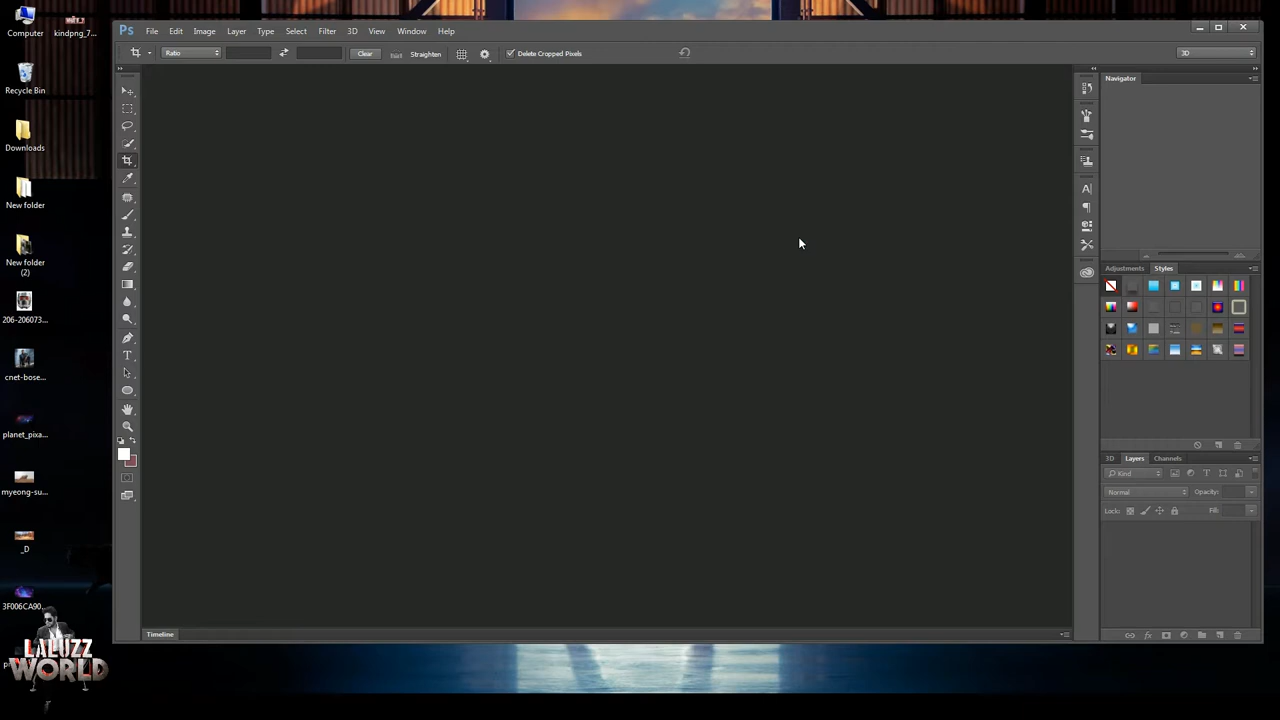 Computer
kindpng_7...
Recycle Bin
Downloads
New folder
New folder
(2)
206-206073...
cnet-bose...
planet_pixa...
myeong-su...
_D
3F006CA90...
LALUZZ
WORLD
Ps File Edit Image Layer Type Select Filter 3D View Window Help
Ratio Clear Straighten Delete Cropped Pixels 3D
Navigator
Adjustments Styles
3D Layers Channels
Kind
Normal Opacity:
Lock: Fill:
Timeline